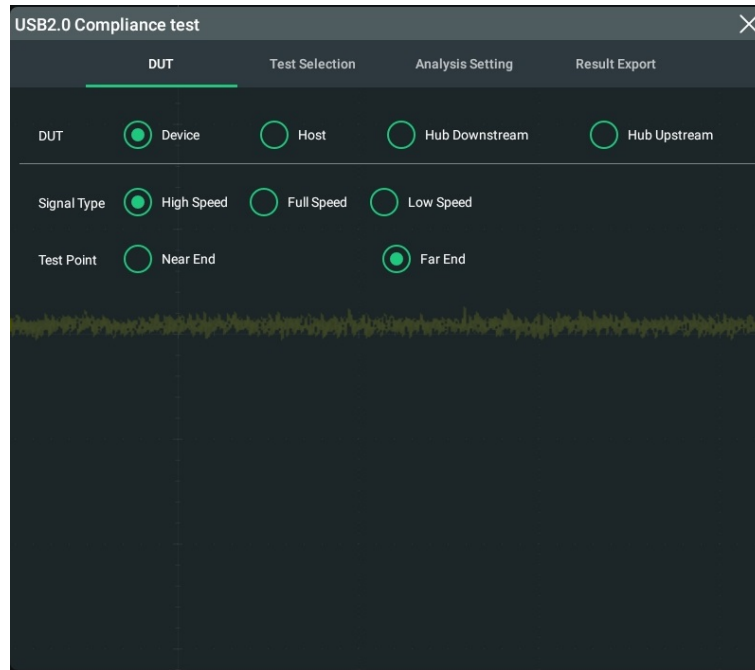 USB2.0 Compliance test
DUT Test Selection Analysis Setting Result Export
DUT Device Host Hub Downstream Hub Upstream
Signal Type High Speed Full Speed Low Speed
Test Point Near End Far End